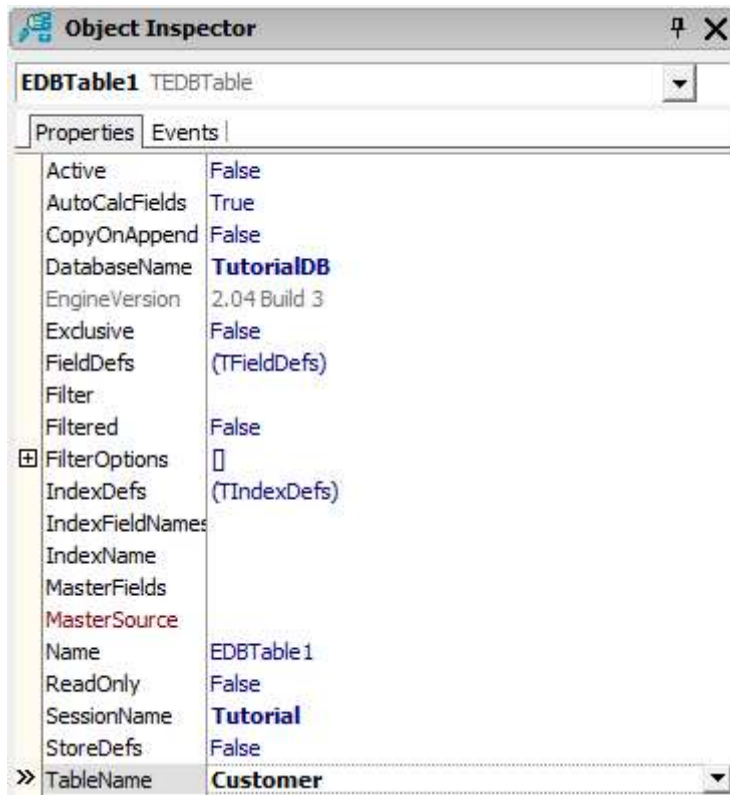 Object Inspector
EDBTable1 TEDBTable
Properties Events
Active False
AutoCalcFields True
CopyOnAppend False
DatabaseName TutorialDB
EngineVersion 2.04 Build 3
Exclusive False
FieldDefs (TFieldDefs)
Filter
Filtered False
FilterOptions []
IndexDefs (TIndexDefs)
IndexFieldNames
IndexName
MasterFields
MasterSource
Name EDBTable1
ReadOnly False
SessionName Tutorial
StoreDefs False
TableName Customer